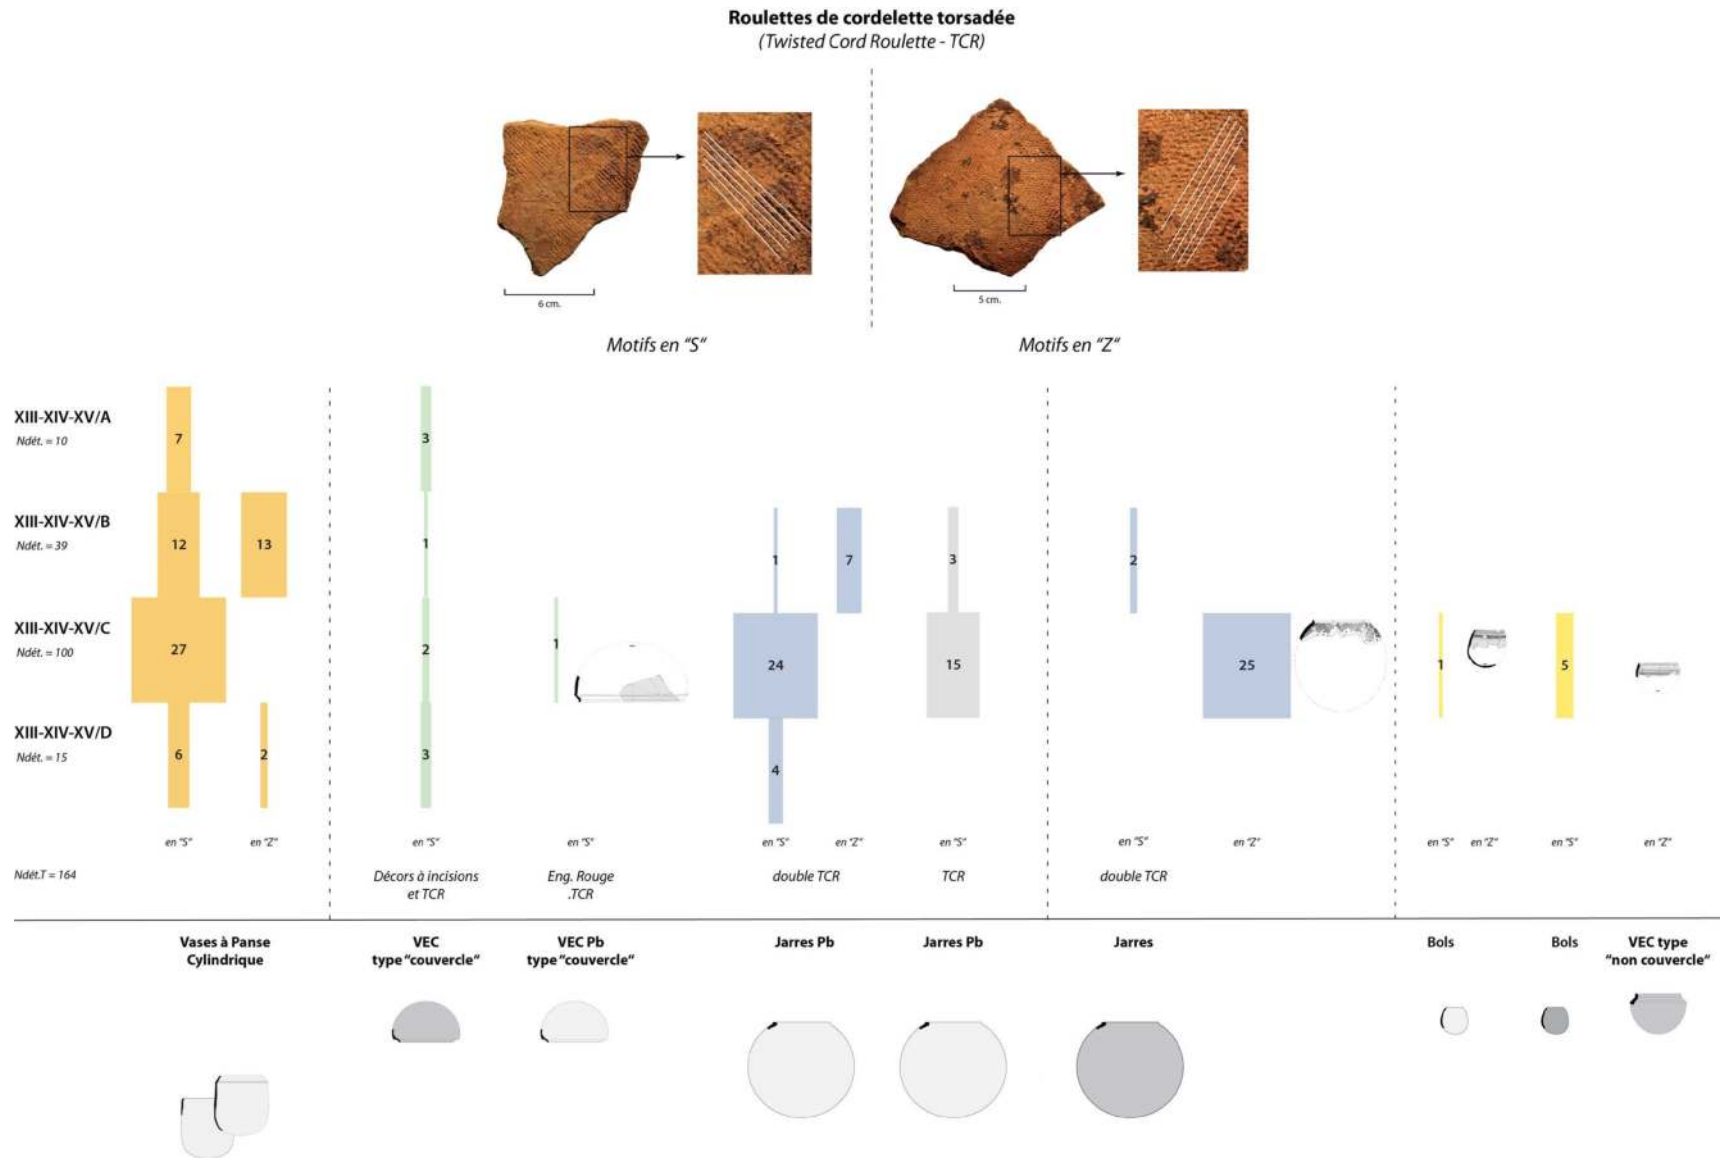 Roulettes de cordelette torsadée
(Twisted Cord Roulette - TCR)
6 cm.
5 cm.
Motifs en "S"
Motifs en "Z"
XIII-XIV-XV/A
Ndét. = 10
7
3
XIII-XIV-XV/B
Ndét. = 39
12
13
1
1
7
3
2
XIII-XIV-XV/C
Ndét. = 100
27
2
1
24
15
25
1
5
XIII-XIV-XV/D
Ndét. = 15
6
2
3
4
en "S"
en "Z"
en "S"
en "S"
en "S"
en "Z"
en "S"
en "S"
en "Z"
en "S"
en "Z"
en "S"
en "Z"
Ndét.T = 164
Décors à incisions
et TCR
Eng. Rouge
.TCR
double TCR
TCR
double TCR
Vases à Panse
Cylindrique
VEC
type "couvercle"
VEC Pb
type "couvercle"
Jarres Pb
Jarres Pb
Jarres
Bols
Bols
VEC type
"non couvercle"